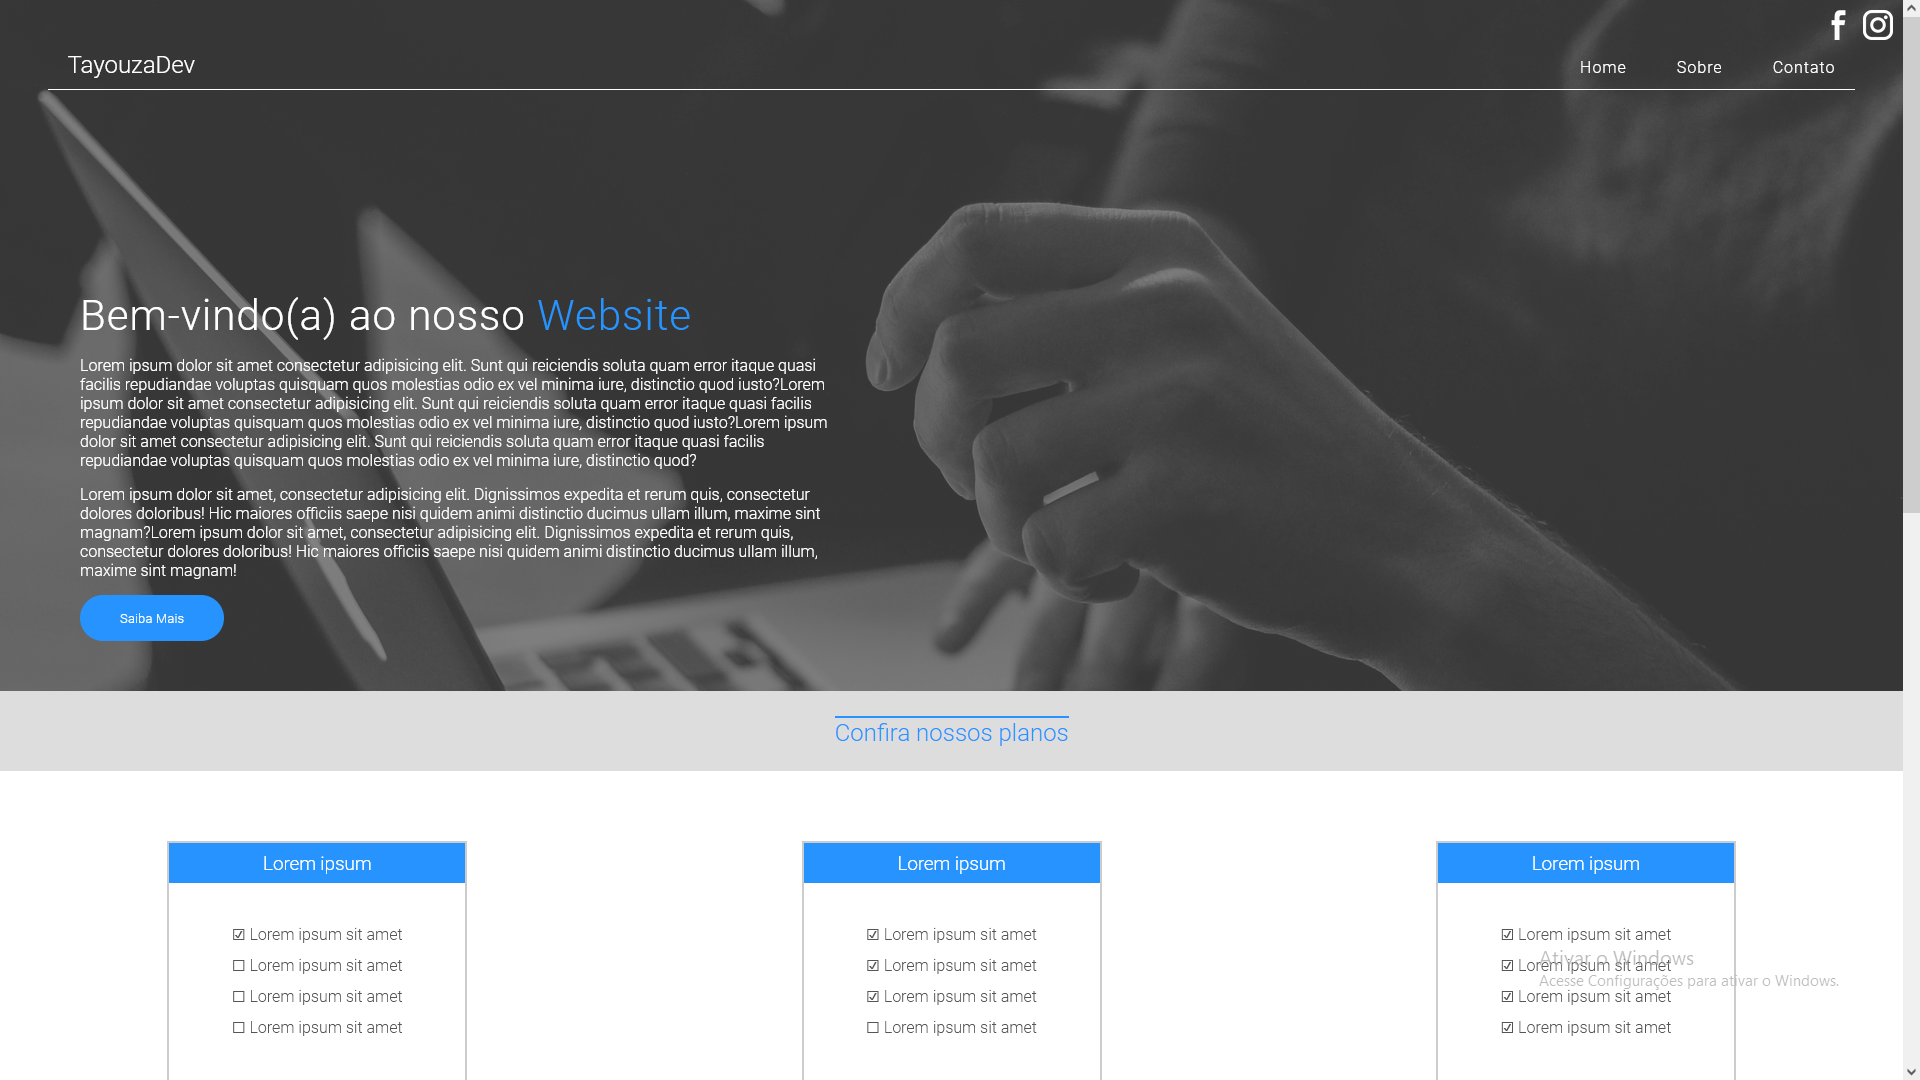 TayouzaDev
Home Sobre Contato
Bem-vindo(a) ao nosso Website
Lorem ipsum dolor sit amet consectetur adipisicing elit. Sunt qui reiciendis soluta quam error itaque quasi
facilis repudiandae voluptas quisquam quos molestias odio ex vel minima iure, distinctio quod iusto?Lorem
ipsum dolor sit amet consectetur adipisicing elit. Sunt qui reiciendis soluta quam error itaque quasi facilis
repudiandae voluptas quisquam quos molestias odio ex vel minima iure, distinctio quod iusto?Lorem ipsum
dolor sit amet consectetur adipisicing elit. Sunt qui reiciendis soluta quam error itaque quasi facilis
repudiandae voluptas quisquam quos molestias odio ex vel minima iure, distinctio quod?
Lorem ipsum dolor sit amet, consectetur adipisicing elit. Dignissimos expedita et rerum quis, consectetur
dolores doloribus! Hic maiores officiis saepe nisi quidem animi distinctio ducimus ullam illum, maxime sint
magnam?Lorem ipsum dolor sit amet, consectetur adipisicing elit. Dignissimos expedita et rerum quis,
consectetur dolores doloribus! Hic maiores officiis saepe nisi quidem animi distinctio ducimus ullam illum,
maxime sint magnam!
Saiba Mais
Confira nossos planos
Lorem ipsum
☑ Lorem ipsum sit amet
☐ Lorem ipsum sit amet
☐ Lorem ipsum sit amet
☐ Lorem ipsum sit amet
Lorem ipsum
☑ Lorem ipsum sit amet
☑ Lorem ipsum sit amet
☑ Lorem ipsum sit amet
☐ Lorem ipsum sit amet
Lorem ipsum
☑ Lorem ipsum sit amet
☑ Lorem ipsum sit amet
☑ Lorem ipsum sit amet
☑ Lorem ipsum sit amet
Ativar o Windows
Acesse Configurações para ativar o Windows.